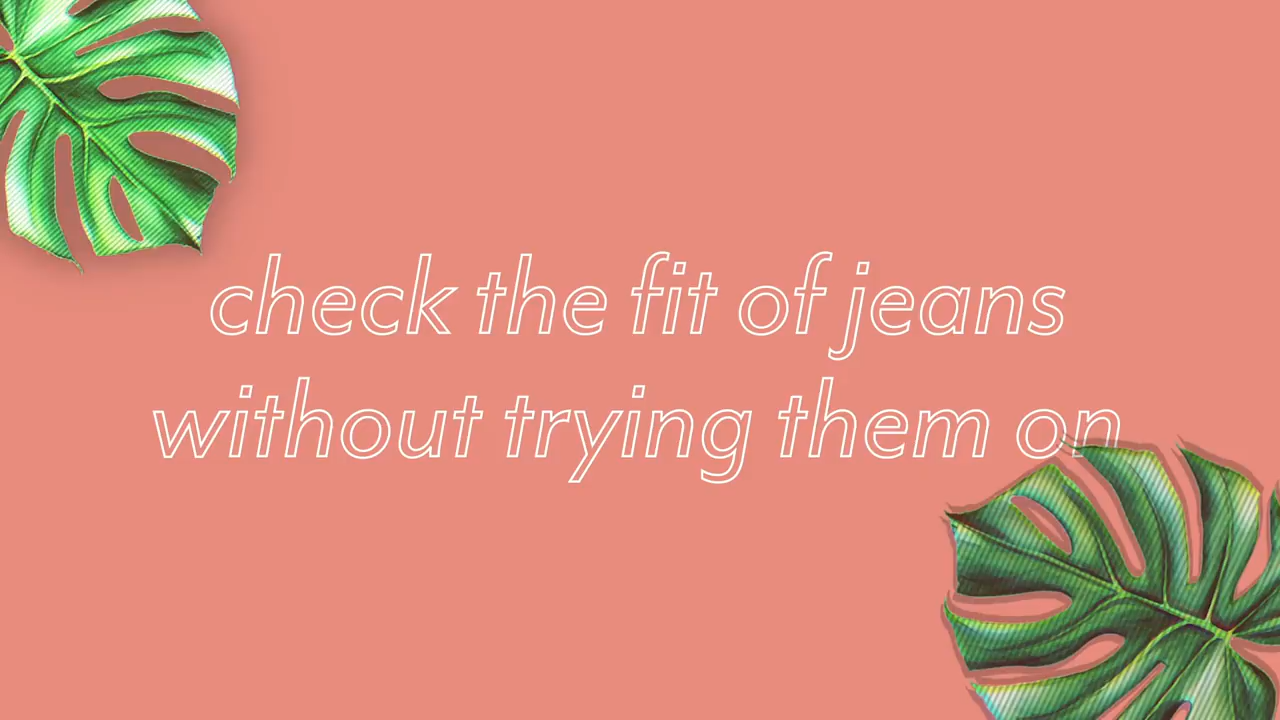 check the fit of jeans
without trying them on